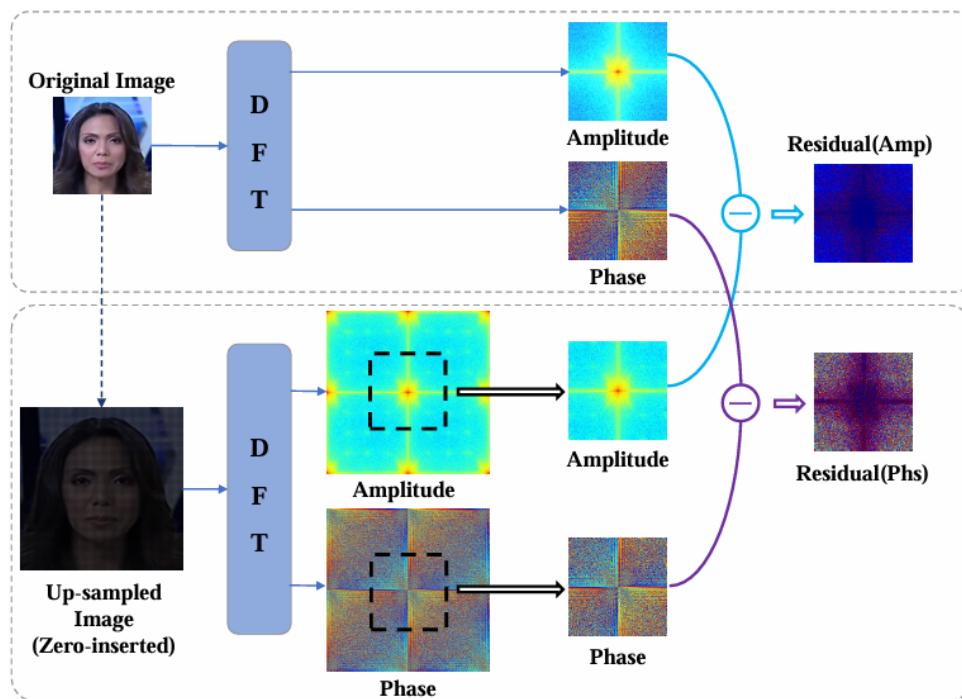 Original Image
D
F
T
Amplitude
Phase
Residual(Amp)
Up-sampled
Image
(Zero-inserted)
D
F
T
Amplitude
Phase
Amplitude
Phase
Residual(Phs)